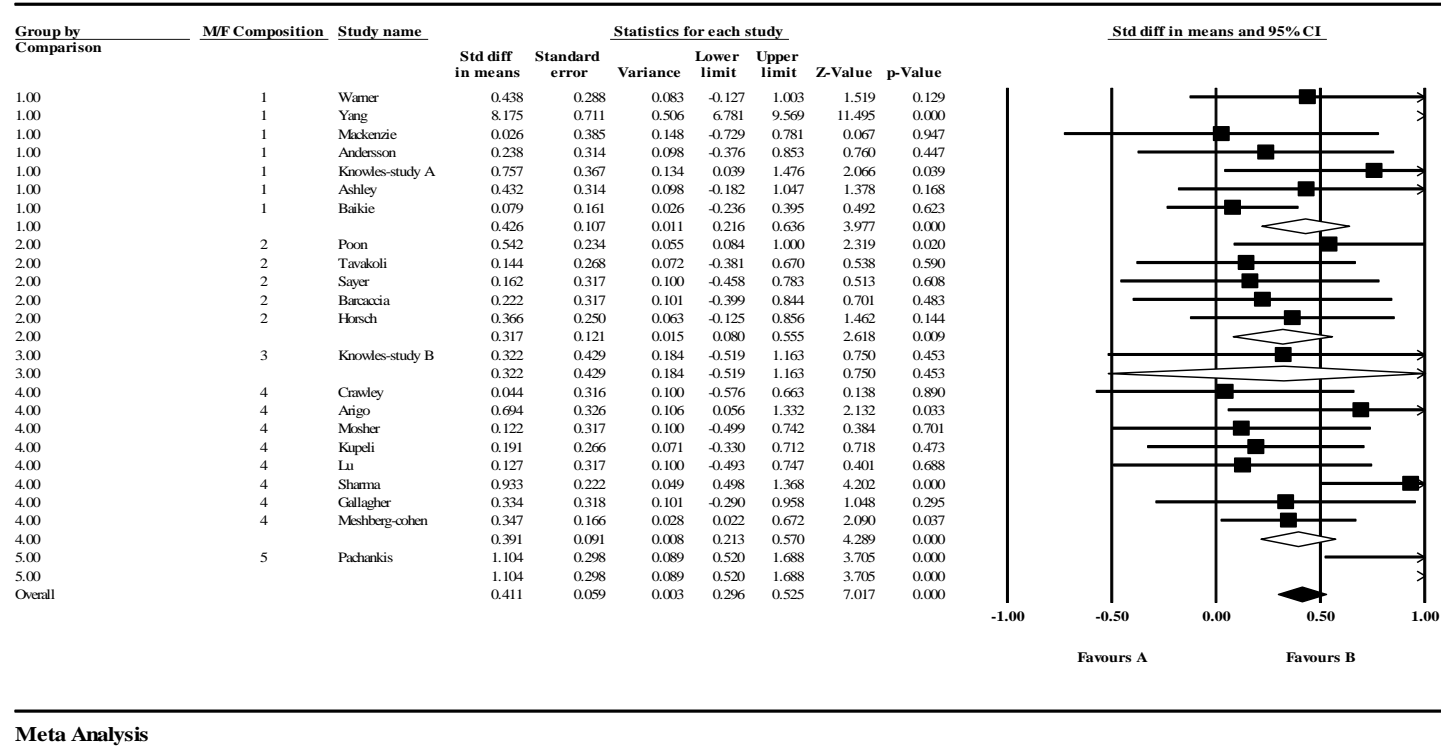 Group by M/F Composition Study name Statistics for each study Std diff in means and 95% CI
Comparison
Std diff Standard Lower Upper
in means error Variance limit limit Z-Value p-Value
1.00 1 Warner 0.438 0.288 0.083 -0.127 1.003 1.519 0.129
1.00 1 Yang 8.175 0.711 0.506 6.781 9.569 11.495 0.000
1.00 1 Mackenzie 0.026 0.385 0.148 -0.729 0.781 0.067 0.947
1.00 1 Andersson 0.238 0.314 0.098 -0.376 0.853 0.760 0.447
1.00 1 Knowles-study A 0.757 0.367 0.134 0.039 1.476 2.066 0.039
1.00 1 Ashley 0.432 0.314 0.098 -0.182 1.047 1.378 0.168
1.00 1 Baikie 0.079 0.161 0.026 -0.236 0.395 0.492 0.623
1.00 0.426 0.107 0.011 0.216 0.636 3.977 0.000
2.00 2 Poon 0.542 0.234 0.055 0.084 1.000 2.319 0.020
2.00 2 Tavakoli 0.144 0.268 0.072 -0.381 0.670 0.538 0.590
2.00 2 Sayer 0.162 0.317 0.100 -0.458 0.783 0.513 0.608
2.00 2 Barcaccia 0.222 0.317 0.101 -0.399 0.844 0.701 0.483
2.00 2 Horsch 0.366 0.250 0.063 -0.125 0.856 1.462 0.144
2.00 0.317 0.121 0.015 0.080 0.555 2.618 0.009
3.00 3 Knowles-study B 0.322 0.429 0.184 -0.519 1.163 0.750 0.453
3.00 0.322 0.429 0.184 -0.519 1.163 0.750 0.453
4.00 4 Crawley 0.044 0.316 0.100 -0.576 0.663 0.138 0.890
4.00 4 Arigo 0.694 0.326 0.106 0.056 1.332 2.132 0.033
4.00 4 Mosher 0.122 0.317 0.100 -0.499 0.742 0.384 0.701
4.00 4 Kupeli 0.191 0.266 0.071 -0.330 0.712 0.718 0.473
4.00 4 Lu 0.127 0.317 0.100 -0.493 0.747 0.401 0.688
4.00 4 Sharma 0.933 0.222 0.049 0.498 1.368 4.202 0.000
4.00 4 Gallagher 0.334 0.318 0.101 -0.290 0.958 1.048 0.295
4.00 4 Meshberg-cohen 0.347 0.166 0.028 0.022 0.672 2.090 0.037
4.00 0.391 0.091 0.008 0.213 0.570 4.289 0.000
5.00 5 Pachankis 1.104 0.298 0.089 0.520 1.688 3.705 0.000
5.00 1.104 0.298 0.089 0.520 1.688 3.705 0.000
Overall 0.411 0.059 0.003 0.296 0.525 7.017 0.000
-1.00 -0.50 0.00 0.50 1.00
Favours A Favours B
Meta Analysis